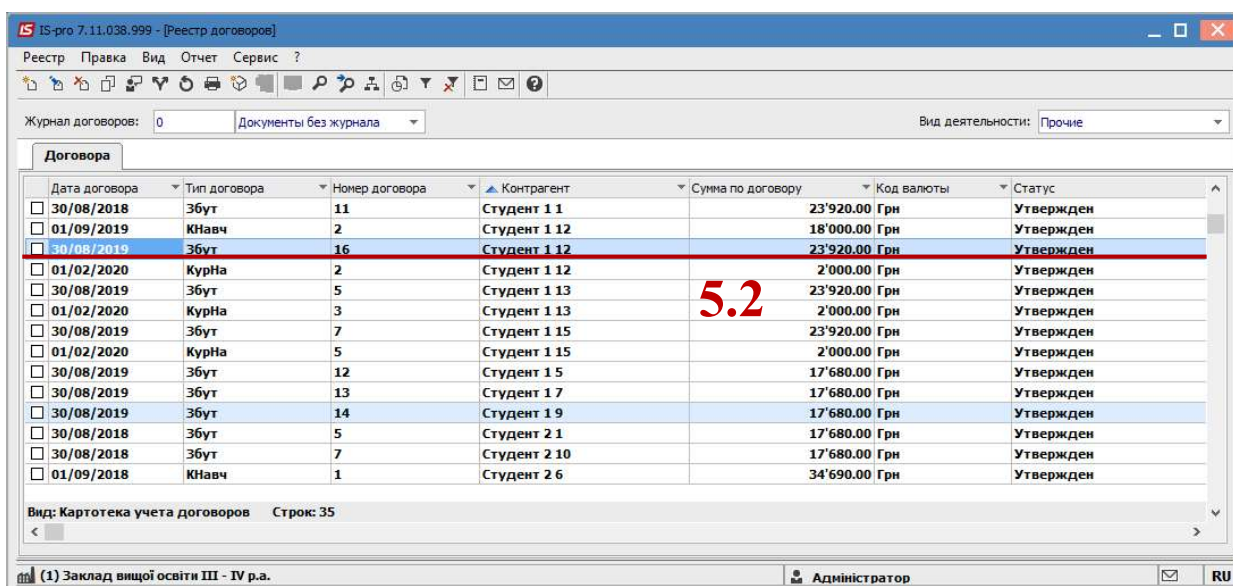 IS IS-pro 7.11.038.999 - [Реестр договоров]
Реестр Правка Вид Отчет Сервис ?
Журнал договоров: 0 Документы без журнала Вид деятельности: Прочие
Договора
Дата договора Тип договора Номер договора Контрагент Сумма по договору Код валюты Статус
30/08/2018 Збут 11 Студент 1 1 23'920.00 Грн Утвержден
01/09/2019 КНавч 2 Студент 1 12 18'000.00 Грн Утвержден
30/08/2019 Збут 16 Студент 1 12 23'920.00 Грн Утвержден
01/02/2020 КурНа 2 Студент 1 12 2'000.00 Грн Утвержден
30/08/2019 Збут 5 Студент 1 13 23'920.00 Грн Утвержден
01/02/2020 КурНа 3 Студент 1 13 2'000.00 Грн Утвержден
5.2
30/08/2019 Збут 7 Студент 1 15 23'920.00 Грн Утвержден
01/02/2020 КурНа 5 Студент 1 15 2'000.00 Грн Утвержден
30/08/2019 Збут 12 Студент 1 5 17'680.00 Грн Утвержден
30/08/2019 Збут 13 Студент 1 7 17'680.00 Грн Утвержден
30/08/2019 Збут 14 Студент 1 9 17'680.00 Грн Утвержден
30/08/2018 Збут 5 Студент 2 1 17'680.00 Грн Утвержден
30/08/2018 Збут 7 Студент 2 10 17'680.00 Грн Утвержден
01/09/2018 КНавч 1 Студент 2 6 34'690.00 Грн Утвержден
Вид: Картотека учета договоров Строк: 35
(1) Заклад вищої освіти III - IV р.а. Адміністратор RU